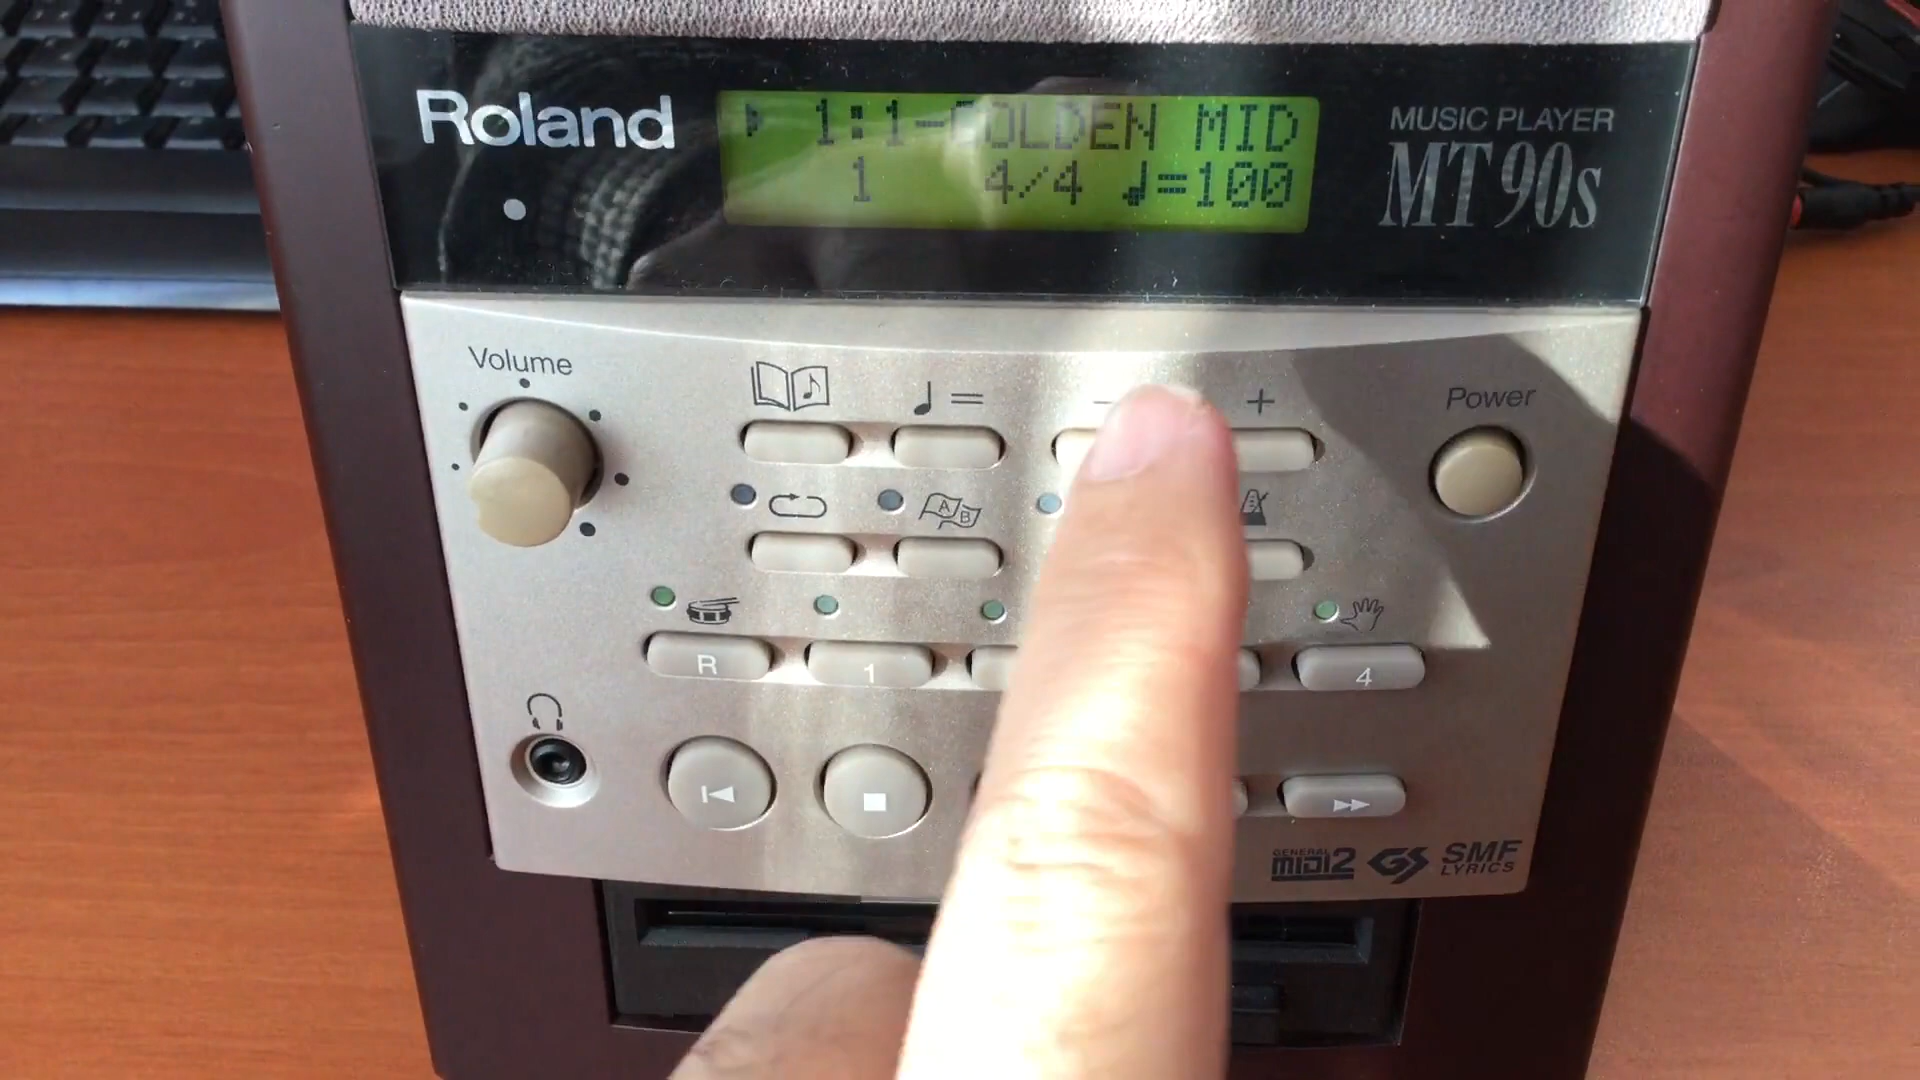 Roland
1:1-GOLDEN MID
1 4/4 ♩=100
MUSIC PLAYER
MT90s
Volume
♩ =
-
+
Power
A B
R
1
4
GENERAL
MIDI2
GS
SMF
LYRICS